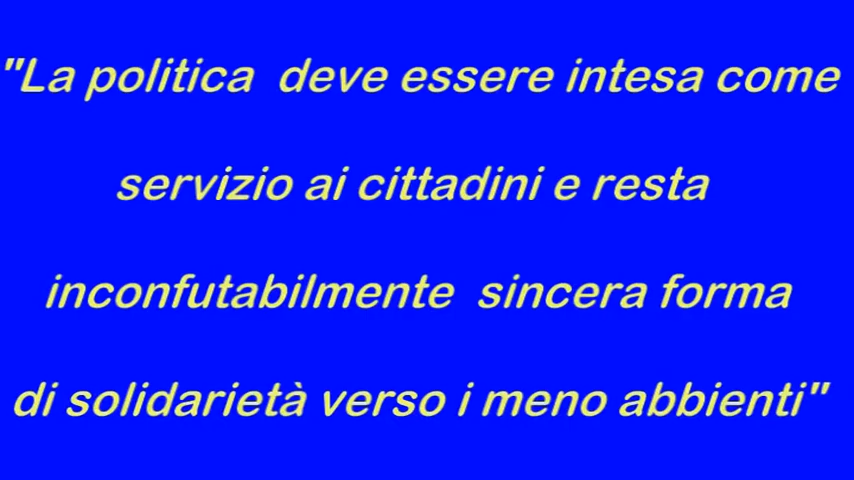 "La politica deve essere intesa come
servizio ai cittadini e resta
inconfutabilmente sincera forma
di solidarietà verso i meno abbienti"